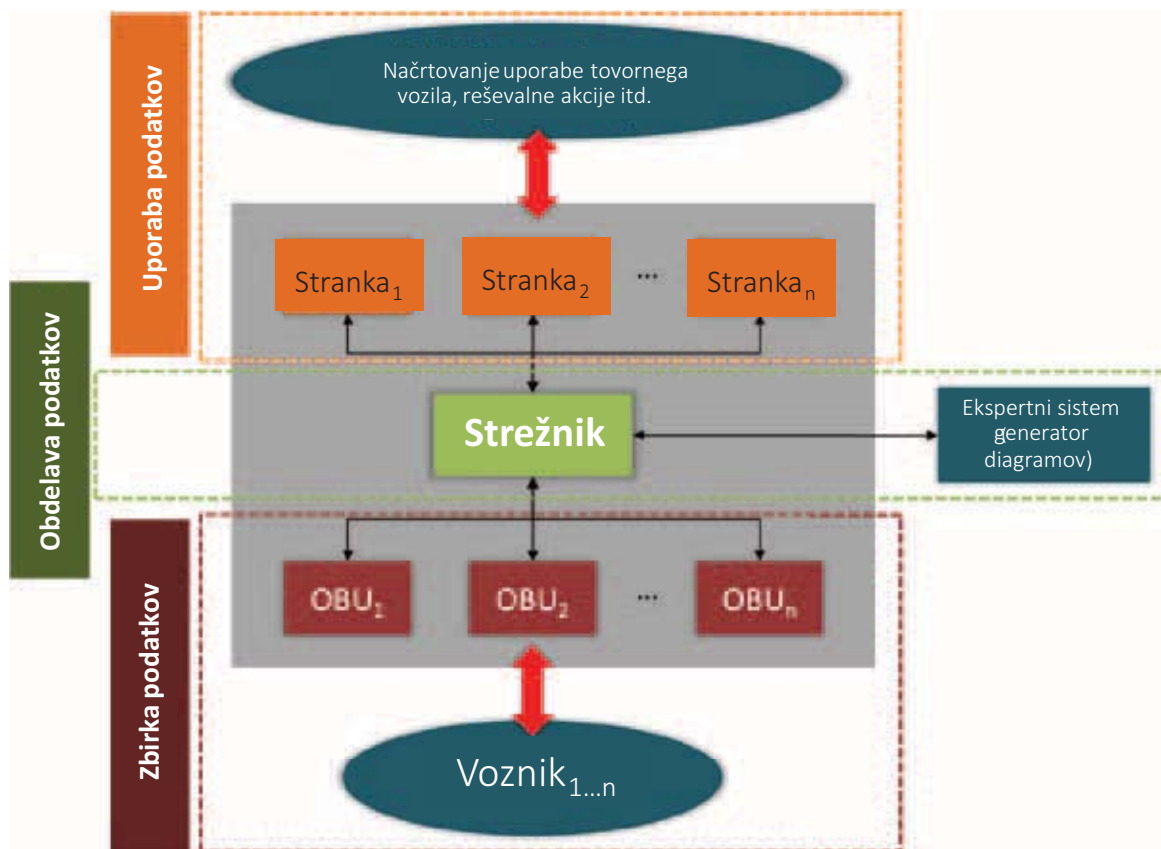 Uporaba podatkov
Načrtovanje uporabe tovornega
vozila, reševalne akcije itd.
Stranka₁
Stranka₂
...
Strankaₙ
Obdelava podatkov
Strežnik
Ekspertni sistem
generator
diagramov)
Zbirka podatkov
OBU₁
OBU₂
...
OBUₙ
Voznik₁...ₙ